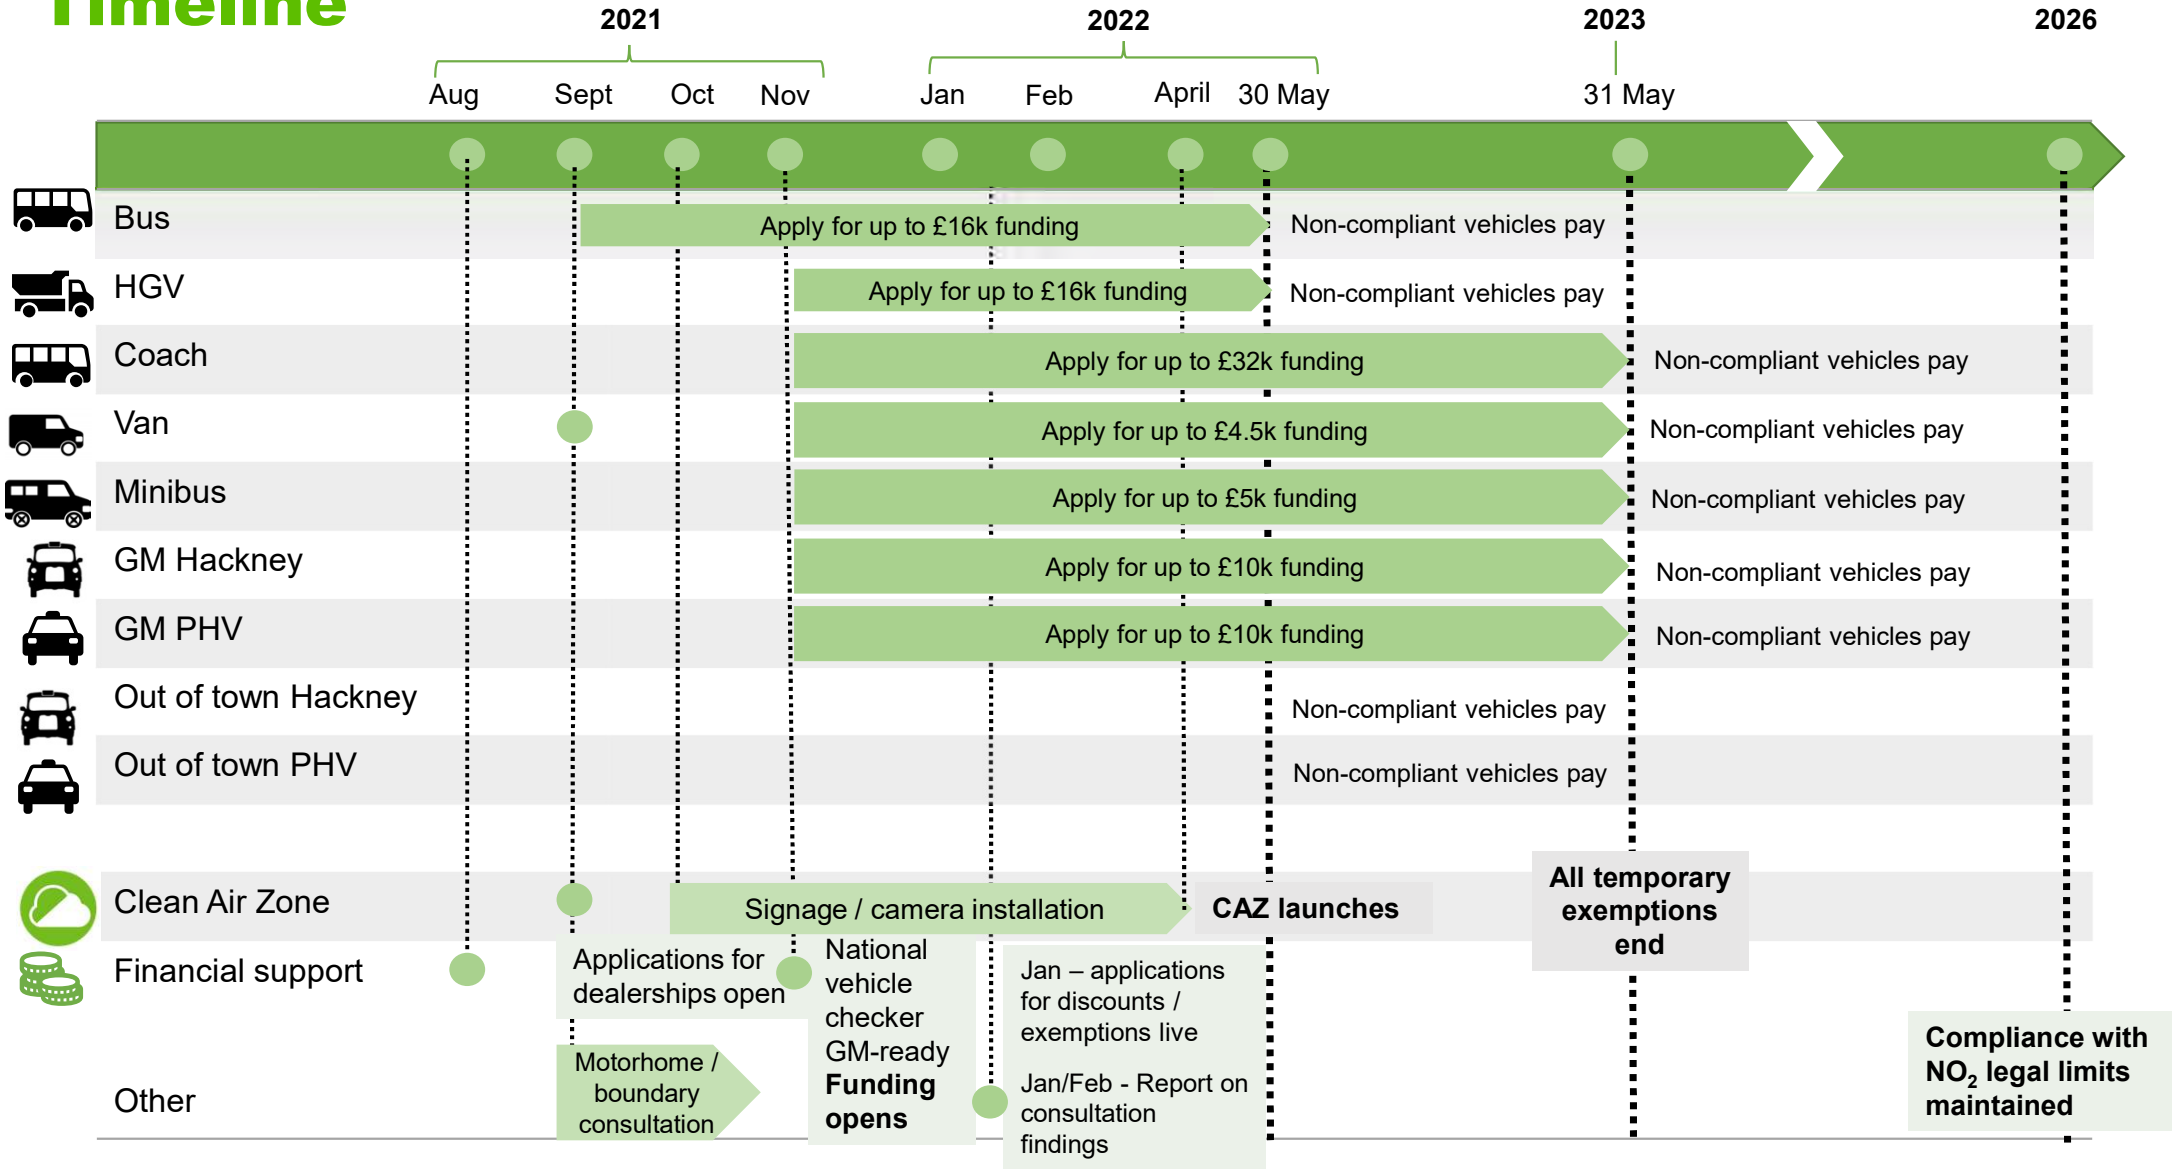 Timeline
2021
2022
2023
2026
Aug
Sept
Oct
Nov
Jan
Feb
April
30 May
31 May
Bus
Apply for up to £16k funding
Non-compliant vehicles pay
HGV
Apply for up to £16k funding
Non-compliant vehicles pay
Coach
Apply for up to £32k funding
Non-compliant vehicles pay
Van
Apply for up to £4.5k funding
Non-compliant vehicles pay
Minibus
Apply for up to £5k funding
Non-compliant vehicles pay
GM Hackney
Apply for up to £10k funding
Non-compliant vehicles pay
GM PHV
Apply for up to £10k funding
Non-compliant vehicles pay
Out of town Hackney
Non-compliant vehicles pay
Out of town PHV
Non-compliant vehicles pay
Clean Air Zone
Signage / camera installation
CAZ launches
All temporary
exemptions
end
Financial support
Applications for
dealerships open
National
vehicle
checker
GM-ready
Funding
opens
Jan – applications
for discounts /
exemptions live
Jan/Feb - Report on
consultation
findings
Compliance with
NO₂ legal limits
maintained
Other
Motorhome /
boundary
consultation